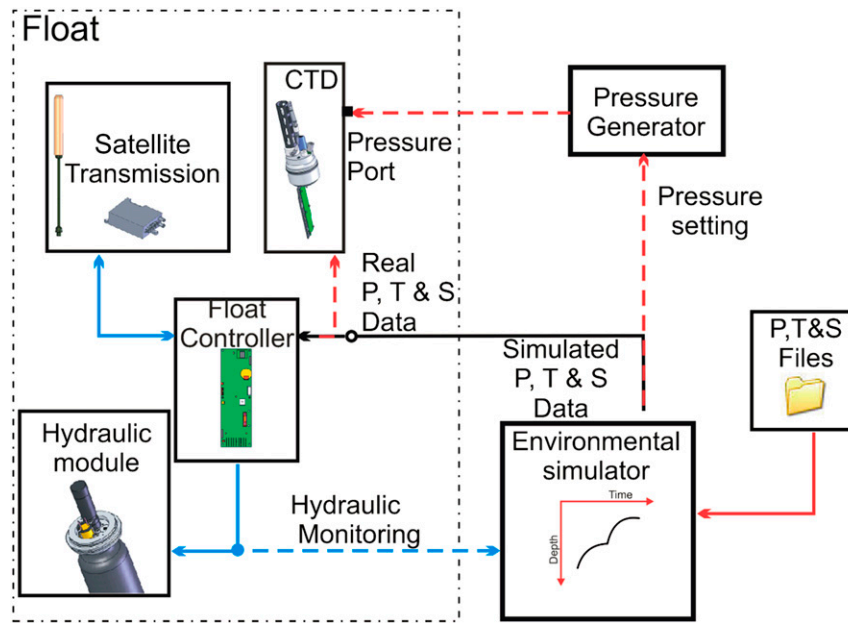 Float
Satellite
Transmission
CTD
Pressure
Port
Pressure
Generator
Pressure
setting
Real
P, T & S
Data
Float
Controller
Simulated
P, T & S
Data
P,T&S
Files
Hydraulic
module
Hydraulic
Monitoring
Environmental
simulator
Time
Depth